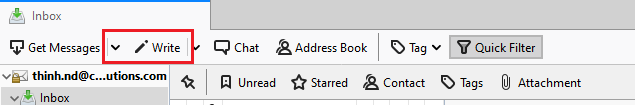 Inbox
Get Messages Write Chat Address Book Tag Quick Filter
thinh.nd@c...utions.com Unread Starred Contact Tags Attachment
Inbox